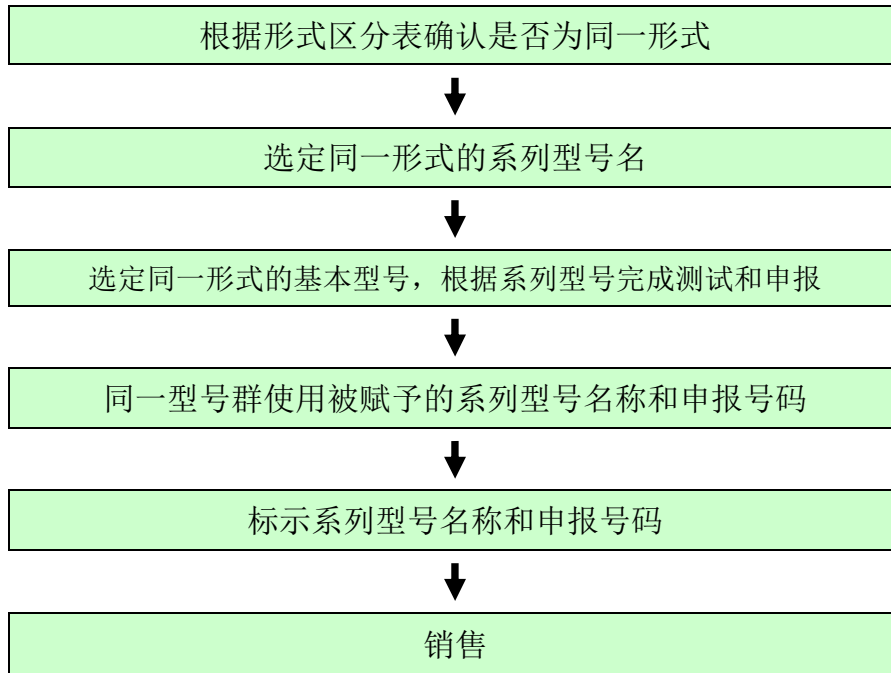 根据形式区分表确认是否为同一形式
选定同一形式的系列型号名
选定同一形式的基本型号，根据系列型号完成测试和申报
同一型号群使用被赋予的系列型号名称和申报号码
标示系列型号名称和申报号码
销售